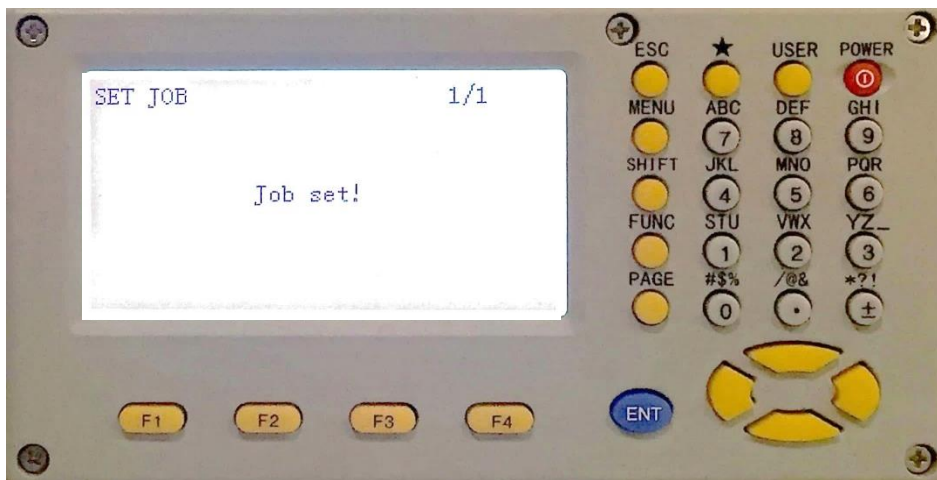 SET JOB 1/1
Job set!
ESC ★ USER POWER
MENU ABC DEF GHI
7 8 9
SHIFT JKL MNO PQR
4 5 6
FUNC STU VWX YZ_
1 2 3
PAGE #$% /@& *?!
0 . ±
F1 F2 F3 F4 ENT